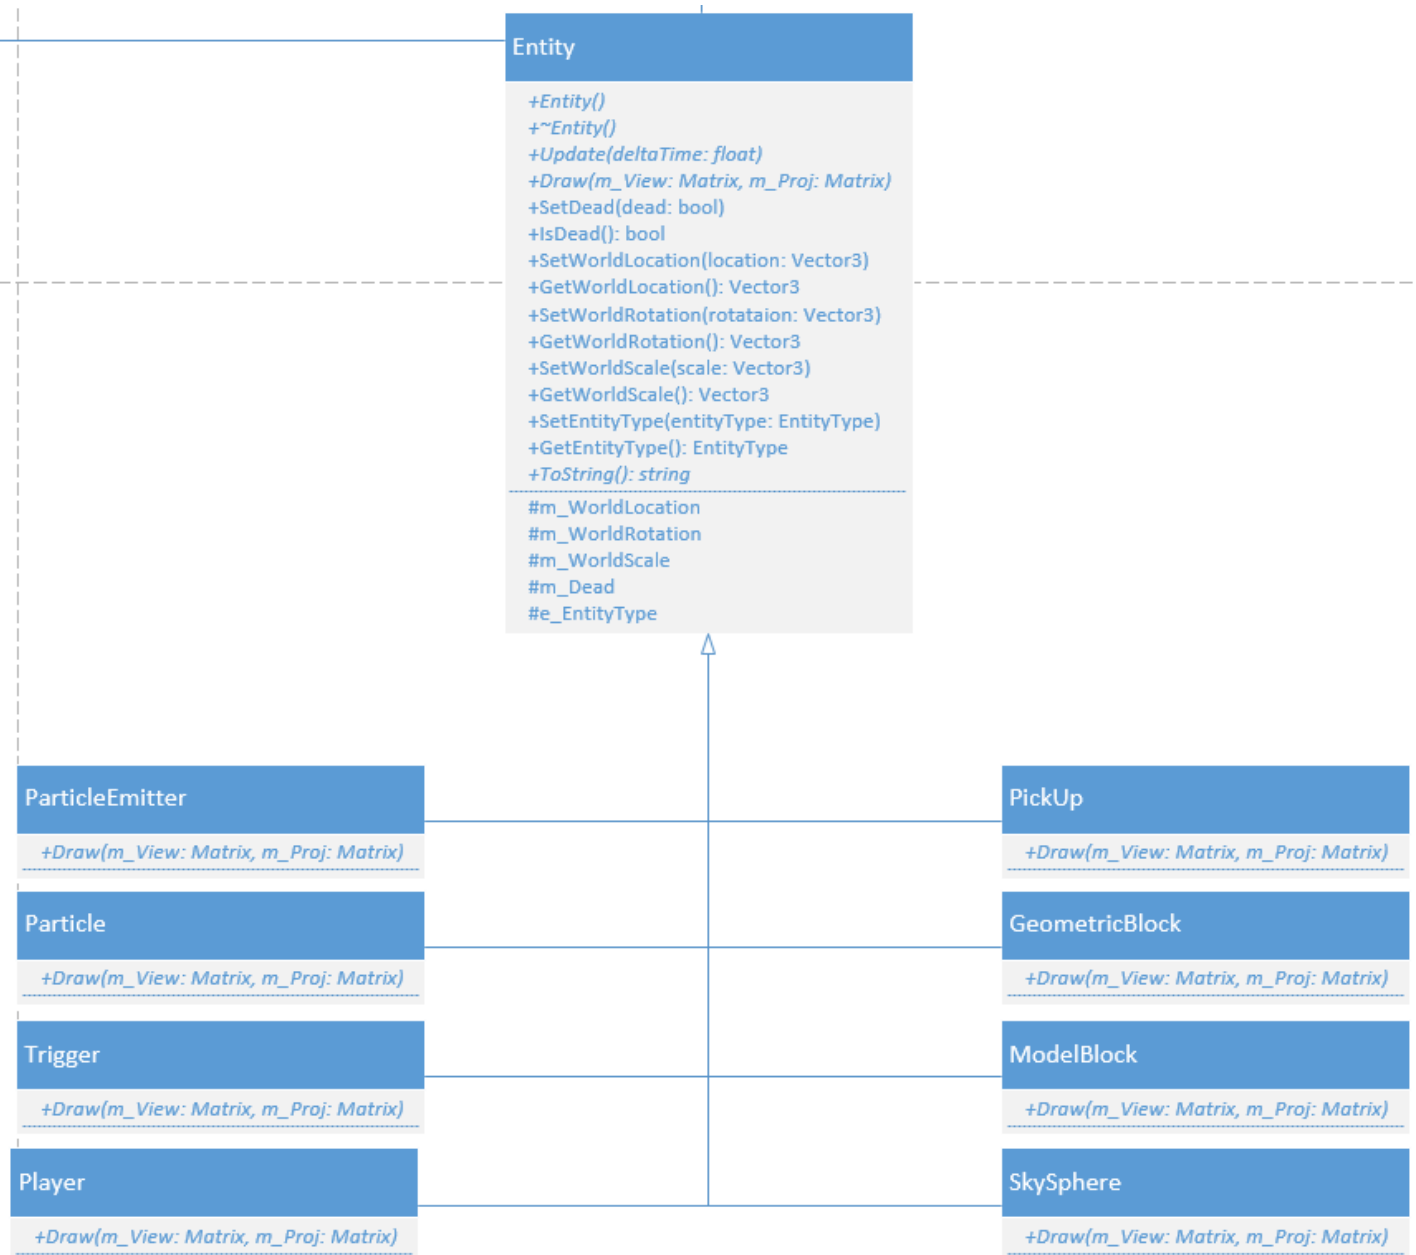 Entity
+Entity()
+~Entity()
+Update(deltaTime: float)
+Draw(m_View: Matrix, m_Proj: Matrix)
+SetDead(dead: bool)
+IsDead(): bool
+SetWorldLocation(location: Vector3)
+GetWorldLocation(): Vector3
+SetWorldRotation(rotataion: Vector3)
+GetWorldRotation(): Vector3
+SetWorldScale(scale: Vector3)
+GetWorldScale(): Vector3
+SetEntityType(entityType: EntityType)
+GetEntityType(): EntityType
+ToString(): string
#m_WorldLocation
#m_WorldRotation
#m_WorldScale
#m_Dead
#e_EntityType
ParticleEmitter
+Draw(m_View: Matrix, m_Proj: Matrix)
Particle
+Draw(m_View: Matrix, m_Proj: Matrix)
Trigger
+Draw(m_View: Matrix, m_Proj: Matrix)
Player
+Draw(m_View: Matrix, m_Proj: Matrix)
PickUp
+Draw(m_View: Matrix, m_Proj: Matrix)
GeometricBlock
+Draw(m_View: Matrix, m_Proj: Matrix)
ModelBlock
+Draw(m_View: Matrix, m_Proj: Matrix)
SkySphere
+Draw(m_View: Matrix, m_Proj: Matrix)